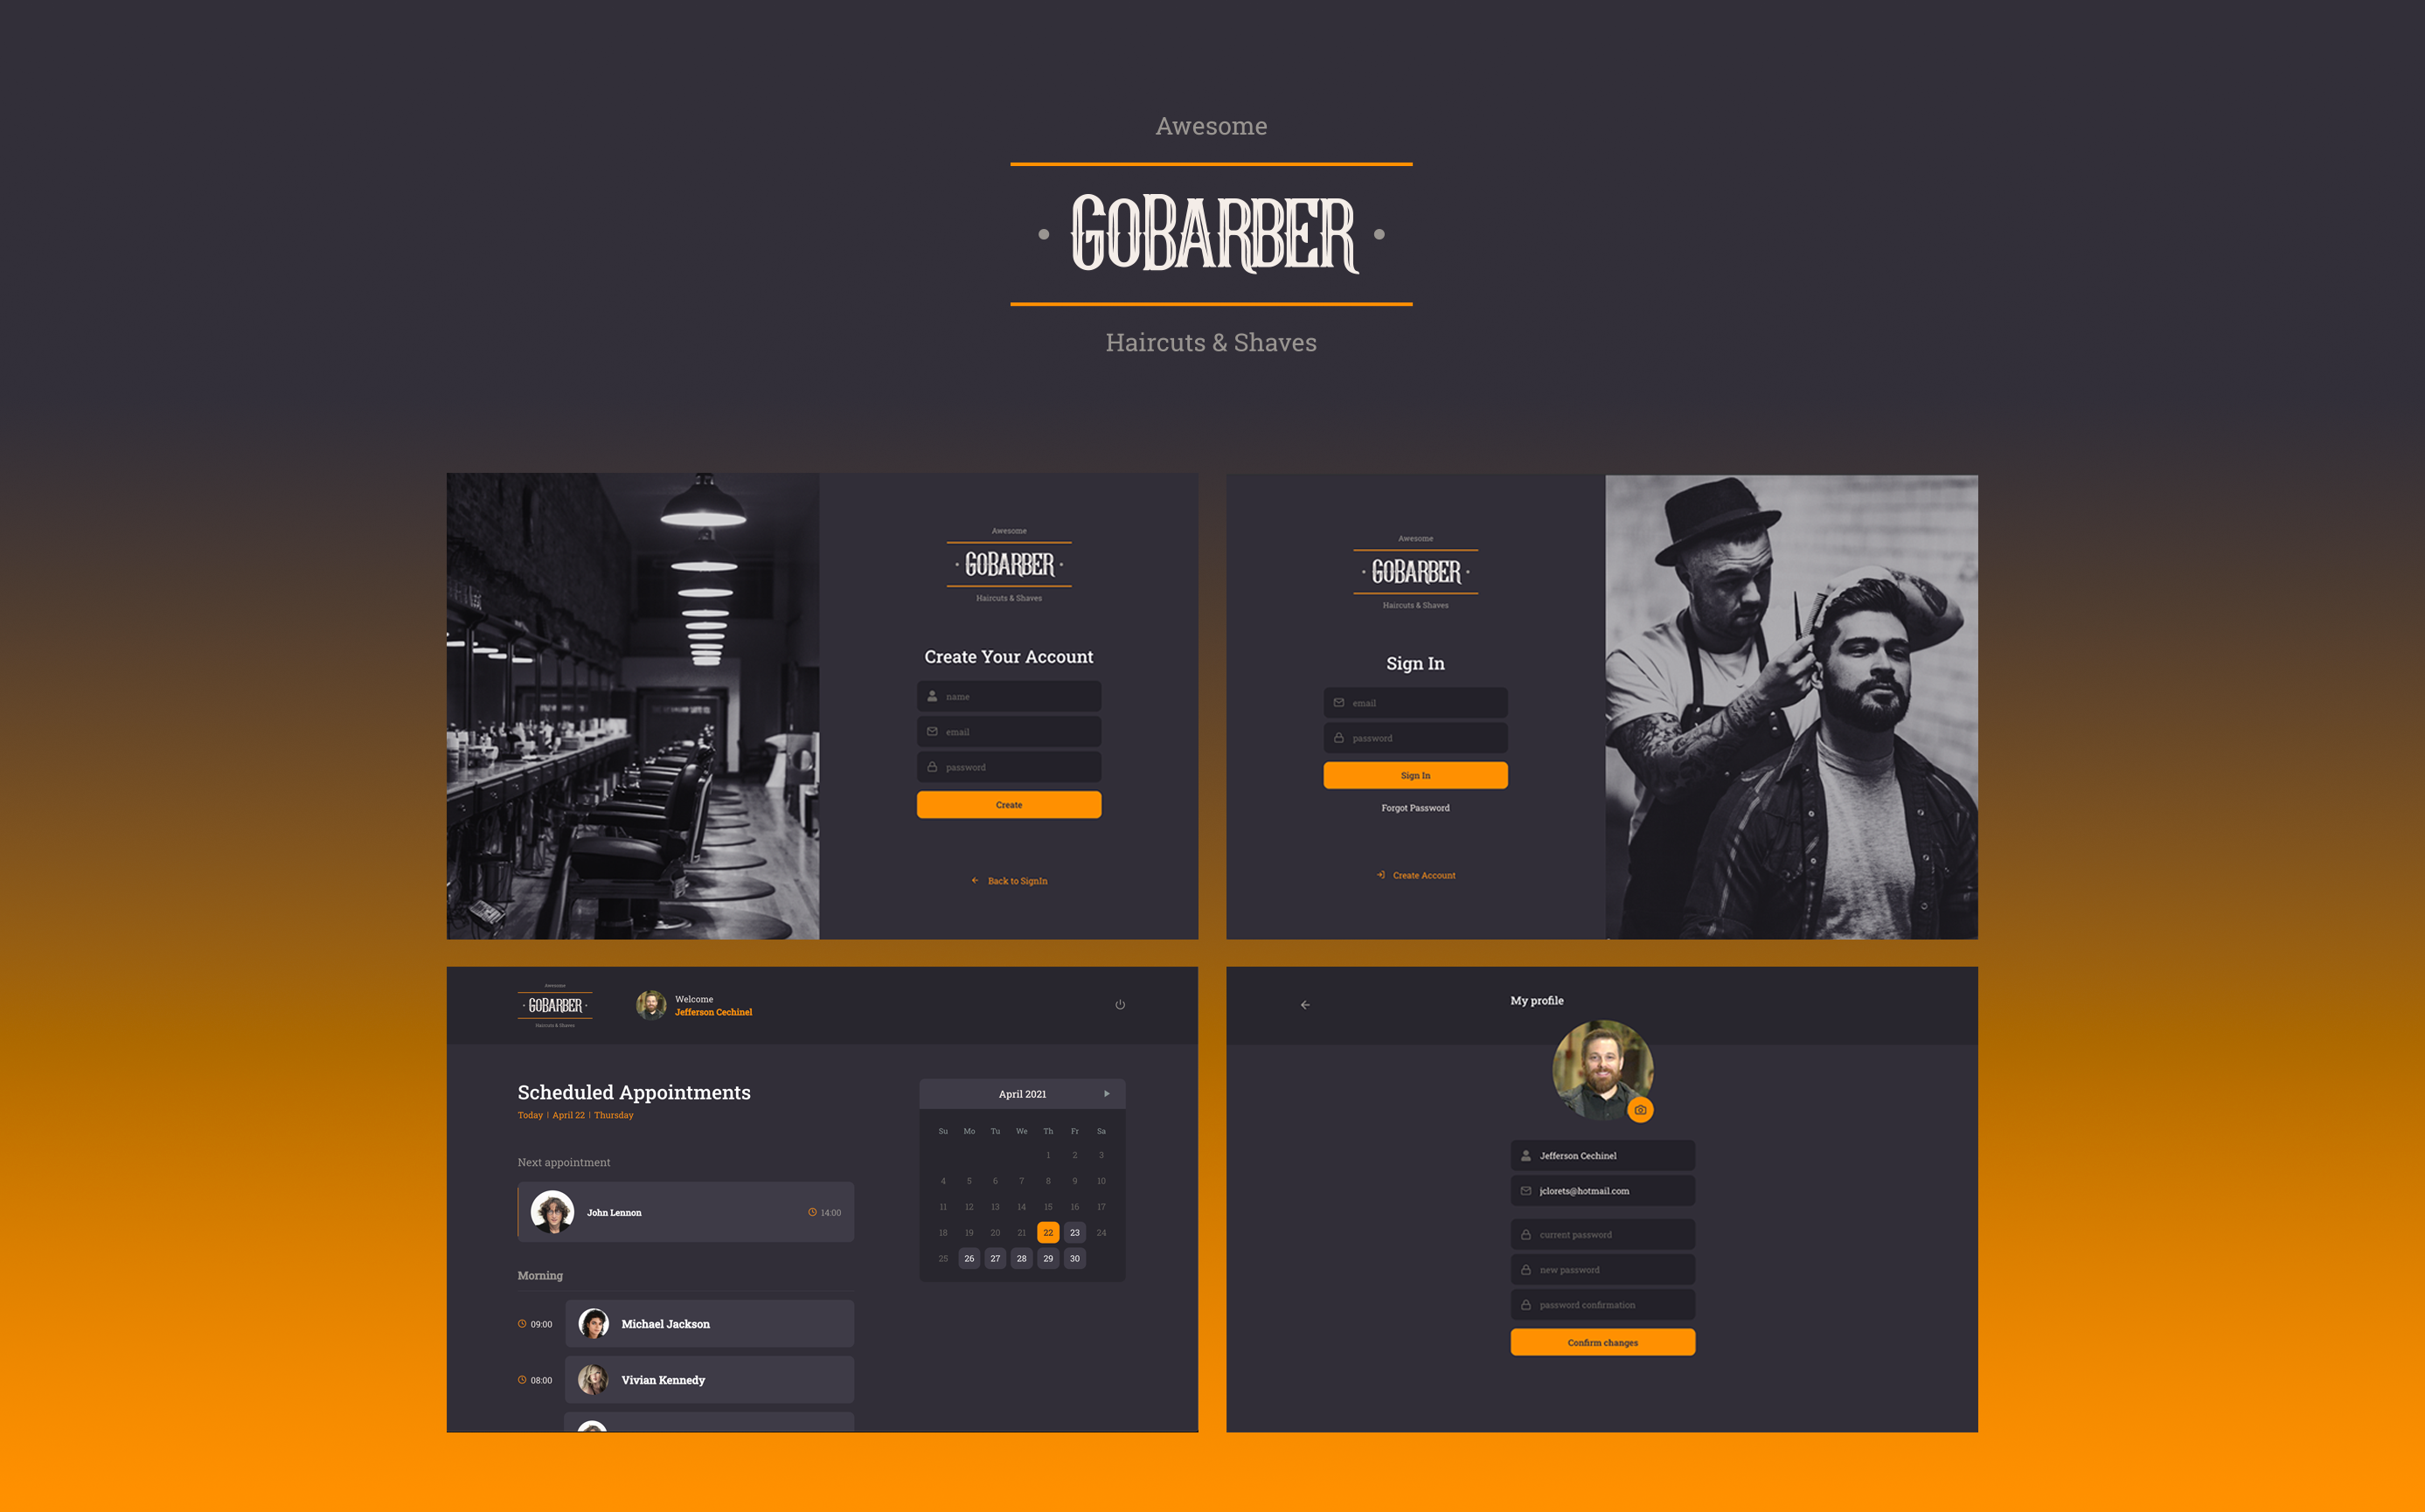 Awesome
GOBARBER
Haircuts & Shaves
Awesome
GOBARBER
Haircuts & Shaves
Create Your Account
name
email
password
Create
Back to SignIn
Awesome
GOBARBER
Haircuts & Shaves
Sign In
email
password
Sign In
Forgot Password
Create Account
Awesome
GOBARBER
Haircuts & Shaves
Welcome
Jefferson Cechinel
Scheduled Appointments
Today | April 22 | Thursday
Next appointment
John Lennon 14:00
Morning
09:00 Michael Jackson
08:00 Vivian Kennedy
April 2021
Su Mo Tu We Th Fr Sa
1 2 3
4 5 6 7 8 9 10
11 12 13 14 15 16 17
18 19 20 21 22 23 24
25 26 27 28 29 30
My profile
Jefferson Cechinel
jclorets@hotmail.com
current password
new password
password confirmation
Confirm changes